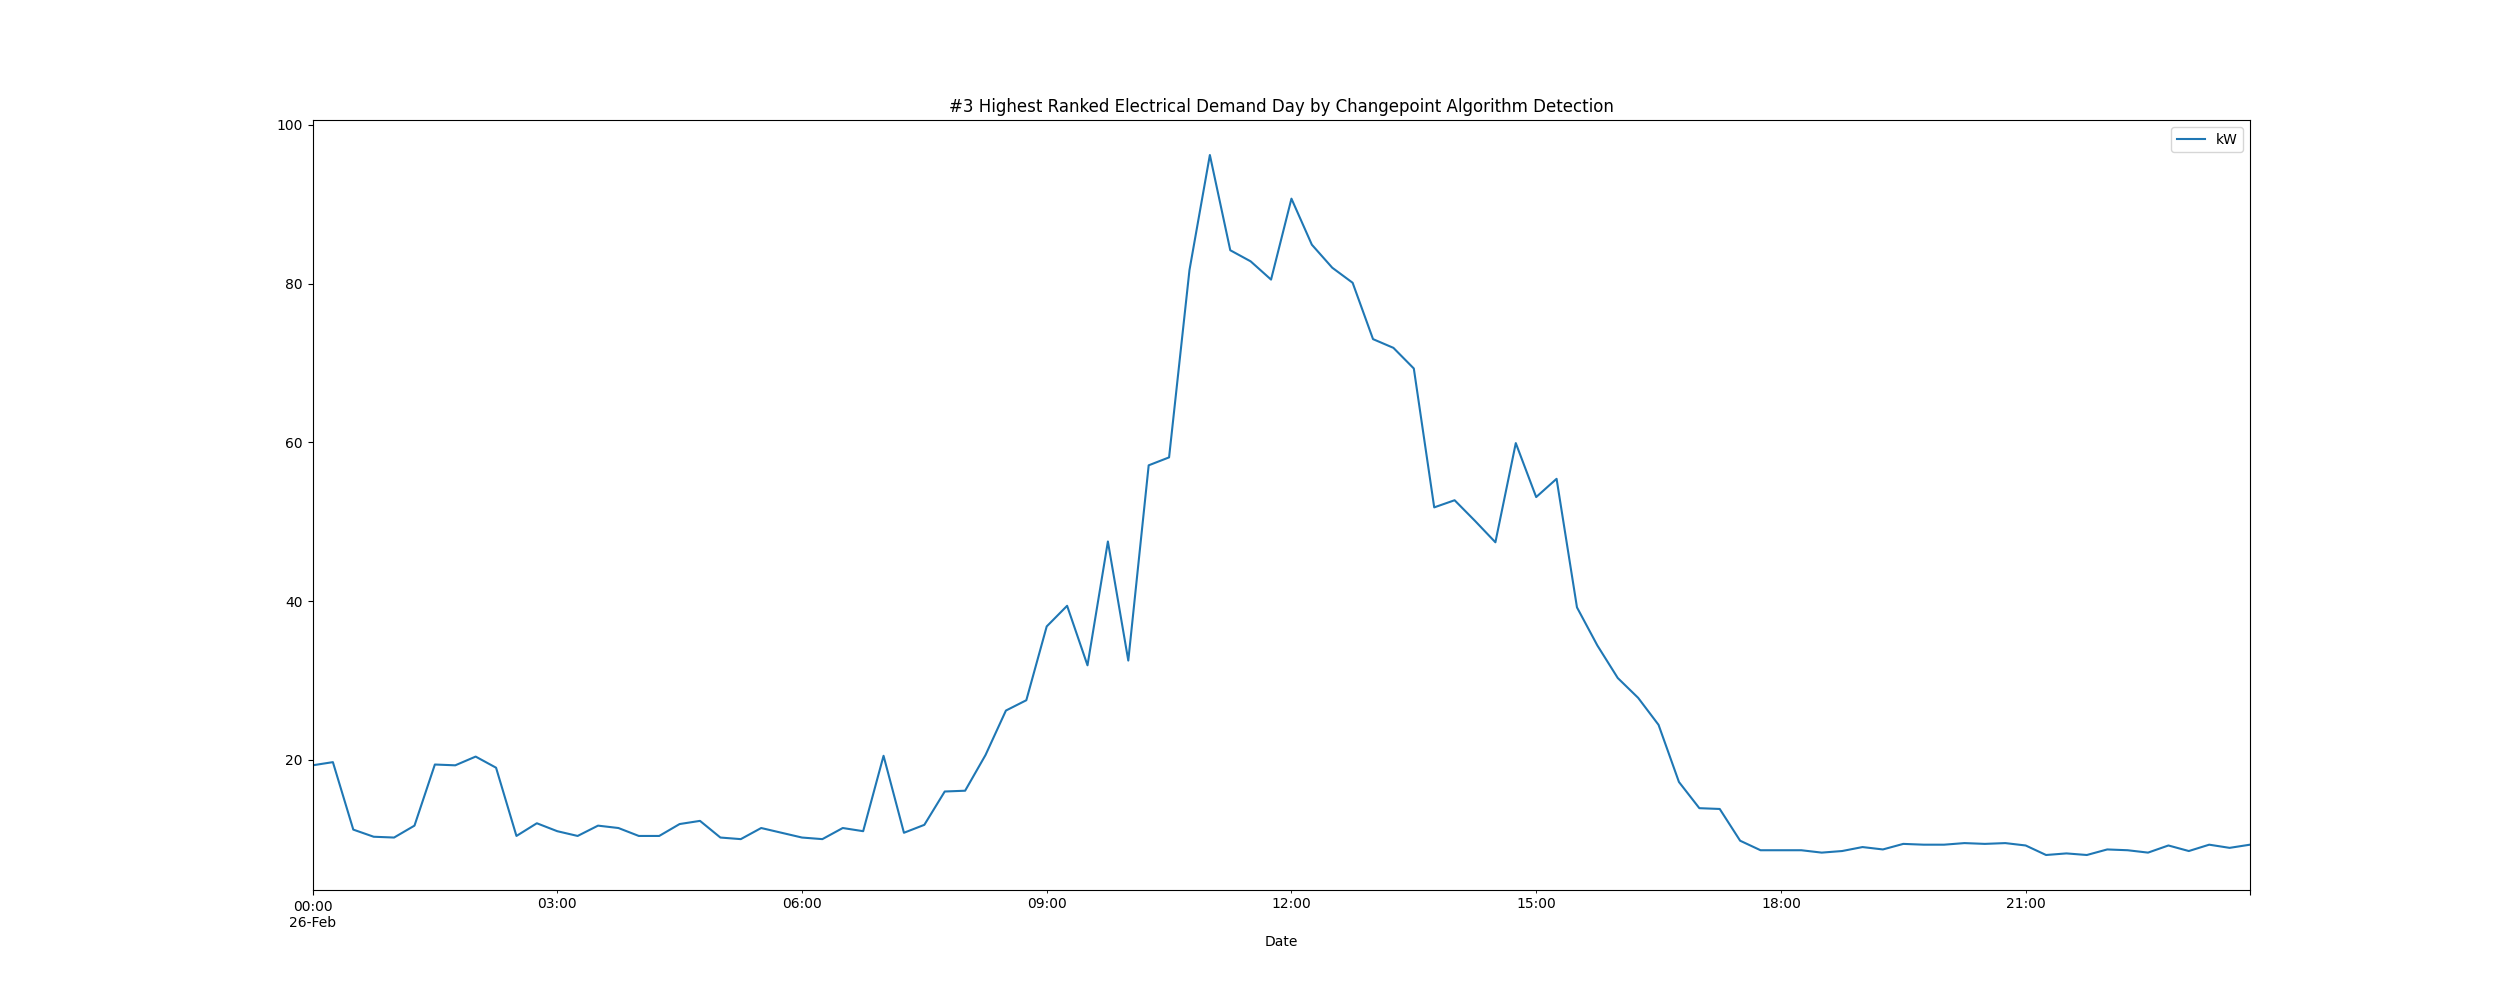 #3 Highest Ranked Electrical Demand Day by Changepoint Algorithm Detection
kW
100
80
60
40
20
00:00 03:00 06:00 09:00 12:00 15:00 18:00 21:00
26-Feb
Date